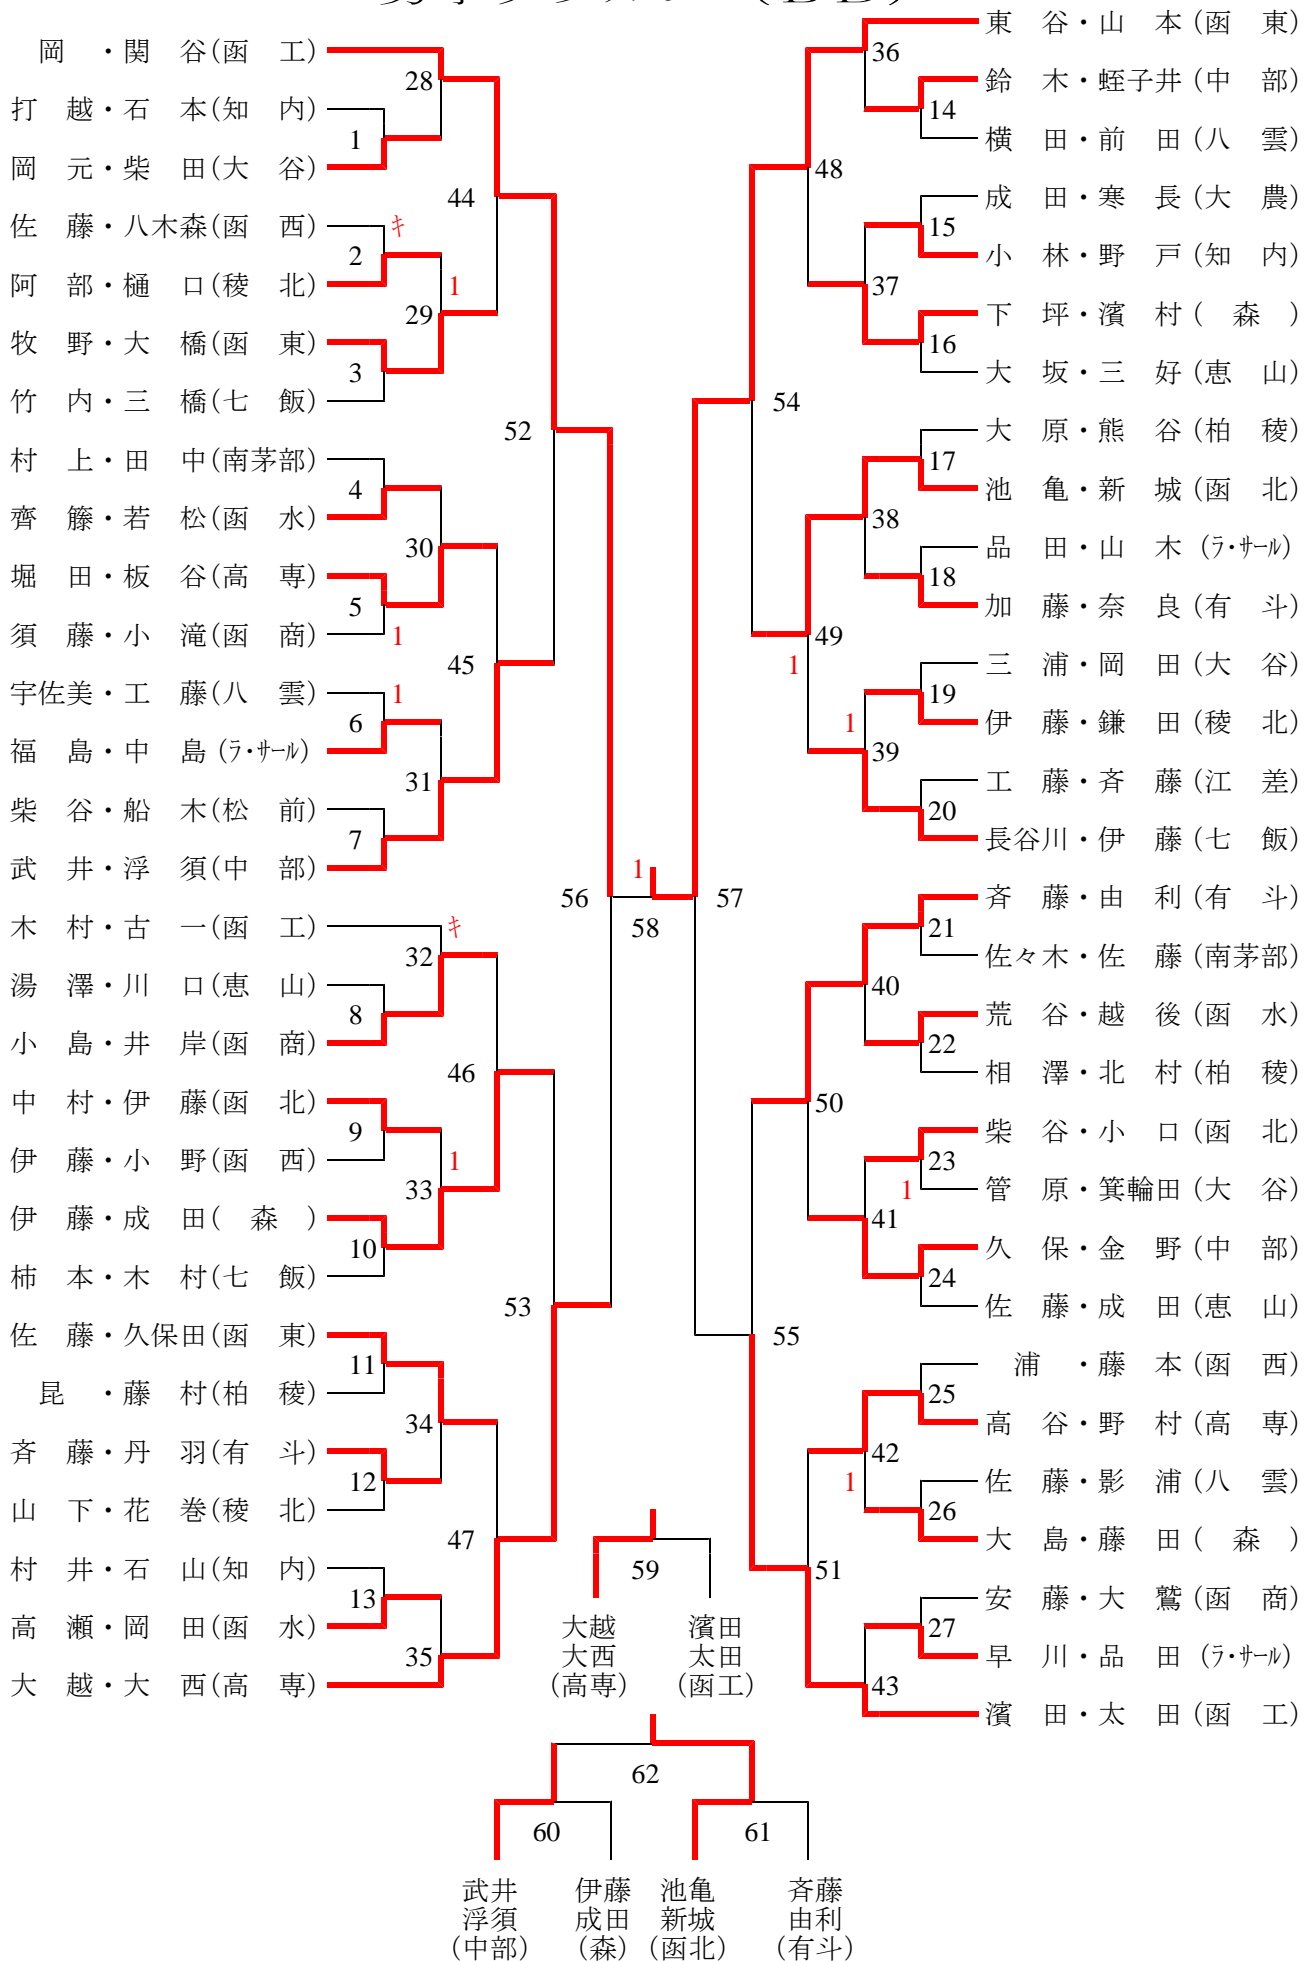 岡　・関　谷(函　工)
28
打　越・石　本(知　内)
1
岡　元・柴　田(大　谷)
44
佐　藤・八木森(函　西)
ｷ
2
阿　部・樋　口(稜　北)
1
29
牧　野・大　橋(函　東)
3
竹　内・三　橋(七　飯)
52
村　上・田　中(南茅部)
4
齊　籐・若　松(函　水)
30
堀　田・板　谷(高　専)
5
須　藤・小　滝(函　商)
1
45
宇佐美・工　藤(八　雲)
1
6
福　島・中　島(ラ・サール)
31
柴　谷・船　木(松　前)
7
武　井・浮　須(中　部)
56
木　村・古　一(函　工)
ｷ
32
湯　澤・川　口(恵　山)
8
小　島・井　岸(函　商)
46
中　村・伊　藤(函　北)
9
伊　藤・小　野(函　西)
1
33
伊　藤・成　田(　森　)
10
柿　本・木　村(七　飯)
53
佐　藤・久保田(函　東)
11
昆　・藤　村(柏　稜)
34
斉　藤・丹　羽(有　斗)
12
山　下・花　巻(稜　北)
47
村　井・石　山(知　内)
13
高　瀬・岡　田(函　水)
35
大　越・大　西(高　専)
1
58
57
東　谷・山　本(函　東)
36
鈴　木・蛭子井(中　部)
14
横　田・前　田(八　雲)
48
成　田・寒　長(大　農)
15
小　林・野　戸(知　内)
37
下　坪・濱　村(　森　)
16
大　坂・三　好(恵　山)
54
大　原・熊　谷(柏　稜)
17
池　亀・新　城(函　北)
38
品　田・山　木(ラ・サール)
18
加　藤・奈　良(有　斗)
49
1
三　浦・岡　田(大　谷)
19
伊　藤・鎌　田(稜　北)
1
39
工　藤・斉　藤(江　差)
20
長谷川・伊　藤(七　飯)
斉　藤・由　利(有　斗)
21
佐々木・佐　藤(南茅部)
40
荒　谷・越　後(函　水)
22
相　澤・北　村(柏　稜)
50
柴　谷・小　口(函　北)
23
管　原・箕輪田(大　谷)
1
41
久　保・金　野(中　部)
24
佐　藤・成　田(恵　山)
55
浦　・藤　本(函　西)
25
高　谷・野　村(高　専)
42
1
佐　藤・影　浦(八　雲)
26
大　島・藤　田(　森　)
51
安　藤・大　鷲(函　商)
27
早　川・品　田(ラ・サール)
43
濱　田・太　田(函　工)
59
大越　濱田
大西　太田
(高専)　(函工)
62
60　61
武井　伊藤　池亀　斉藤
浮須　成田　新城　由利
(中部)　(森)　(函北)　(有斗)